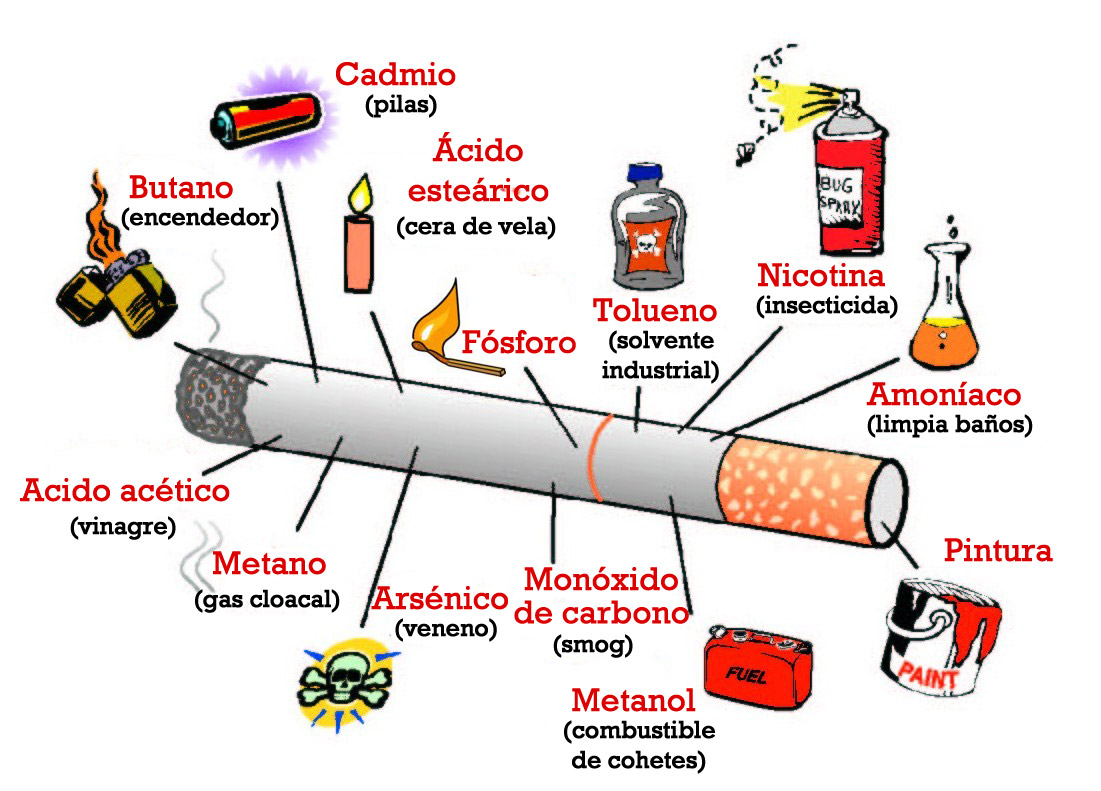 Cadmio
(pilas)
Ácido
esteárico
(cera de vela)
Butano
(encendedor)
BUG
SPRAY
Nicotina
(insecticida)
Tolueno
(solvente
industrial)
Fósforo
Amoníaco
(limpia baños)
Acido acético
(vinagre)
Metano
(gas cloacal)
Arsénico
(veneno)
Monóxido
de carbono
(smog)
Pintura
PAINT
FUEL
Metanol
(combustible
de cohetes)